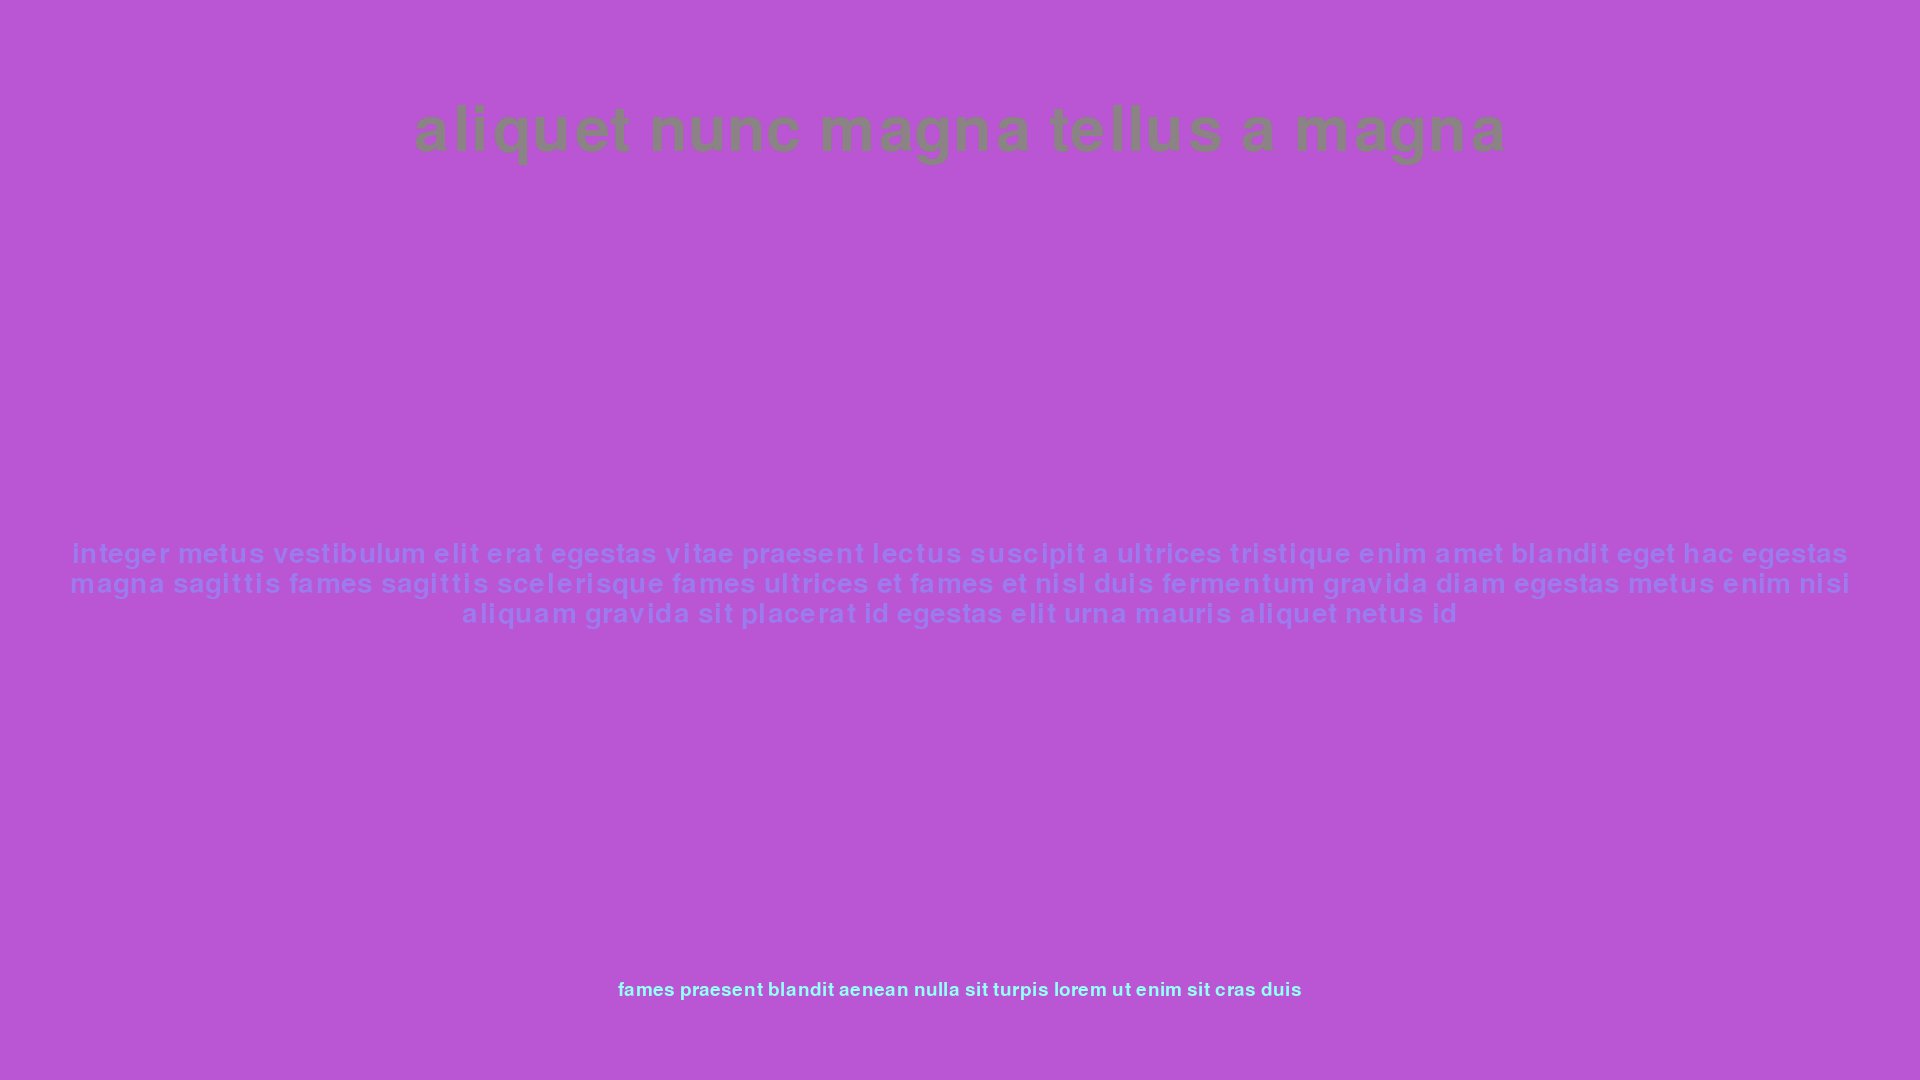 aliquet nunc magna tellus a magna
integer metus vestibulum elit erat egestas vitae praesent lectus suscipit a ultrices tristique enim amet blandit eget hac egestas
magna sagittis fames sagittis scelerisque fames ultrices et fames et nisl duis fermentum gravida diam egestas metus enim nisi
aliquam gravida sit placerat id egestas elit urna mauris aliquet netus id
fames praesent blandit aenean nulla sit turpis lorem ut enim sit cras duis